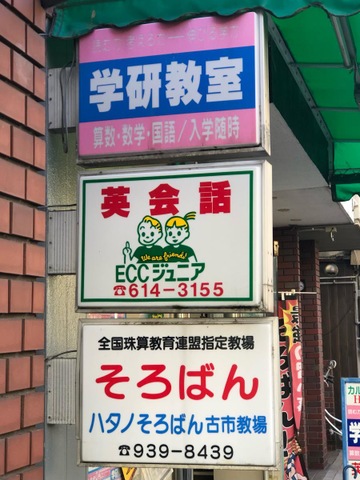 学研教室
算数・数学・国語/入学随時
英会話
We are friends!
ECCジュニア
☎614-3155
全国珠算教育連盟指定教場
そろばん
ハタノそろばん古市教場
☎939-8439